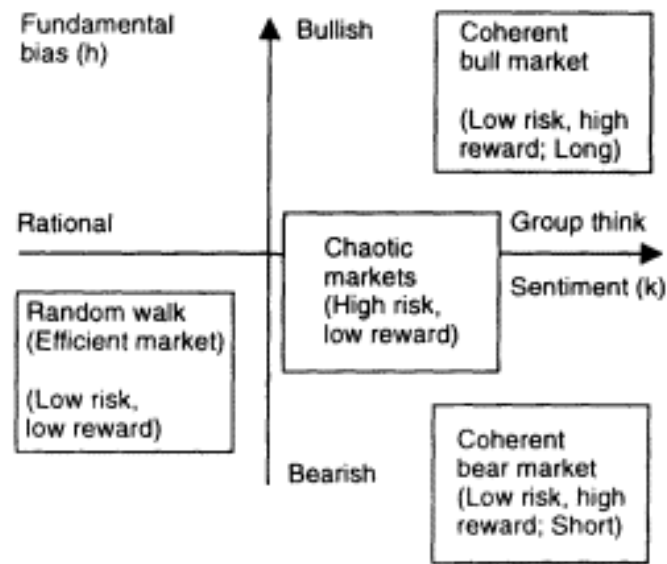 Fundamental
bias (h)
Bullish
Coherent
bull market
(Low risk, high
reward; Long)
Rational
Group think
Sentiment (k)
Chaotic
markets
(High risk,
low reward)
Random walk
(Efficient market)
(Low risk,
low reward)
Bearish
Coherent
bear market
(Low risk, high
reward; Short)